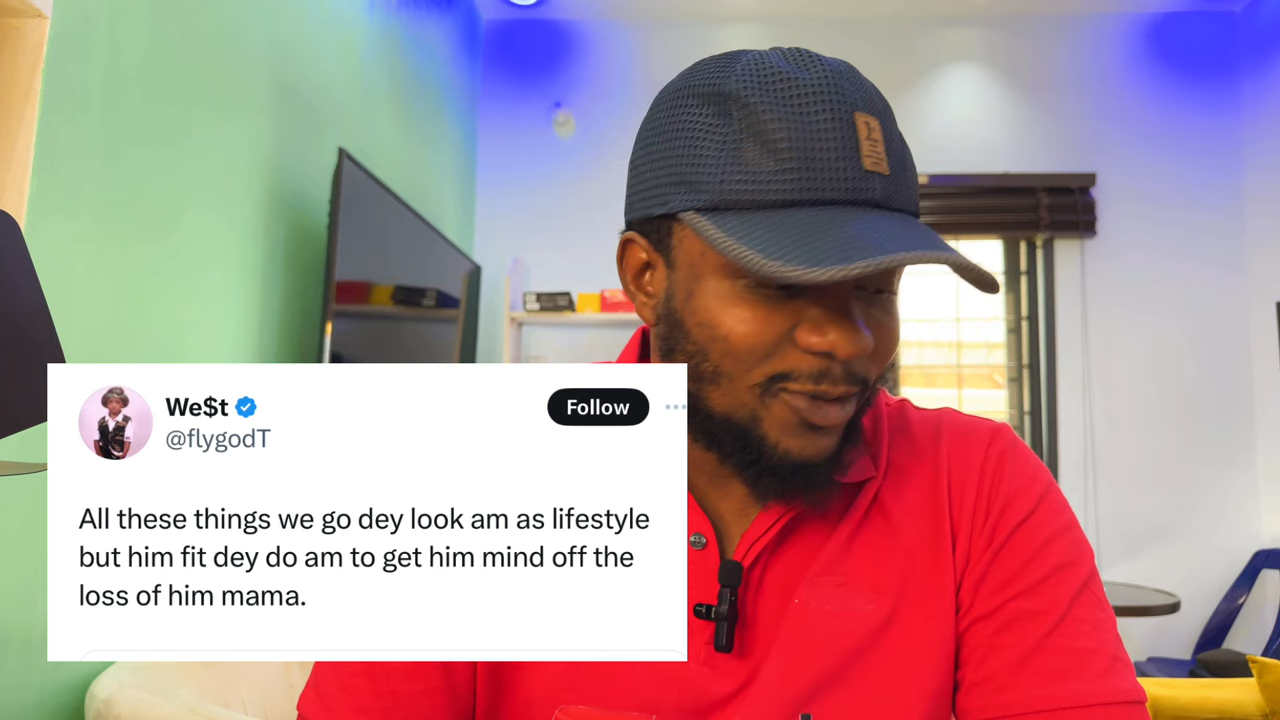 We$t
@flygodT
Follow
All these things we go dey look am as lifestyle
but him fit dey do am to get him mind off the
loss of him mama.